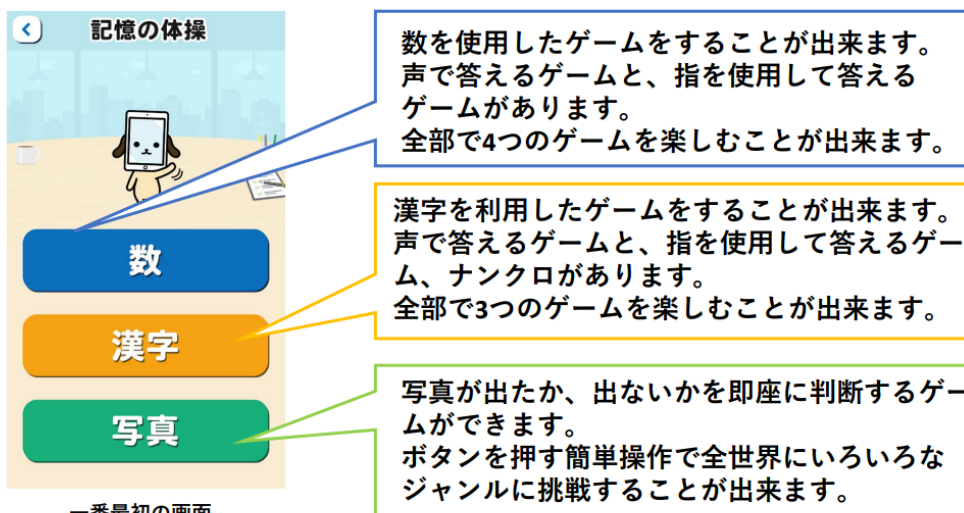 記憶の体操
数を使用したゲームをすることが出来ます。
声で答えるゲームと、指を使用して答える
ゲームがあります。
全部で4つのゲームを楽しむことが出来ます。
漢字を利用したゲームをすることが出来ます。
声で答えるゲームと、指を使用して答えるゲー
ム、ナンクロがあります。
全部で3つのゲームを楽しむことが出来ます。
数
漢字
写真
写真が出たか、出ないかを即座に判断するゲー
ムができます。
ボタンを押す簡単操作で全世界にいろいろな
ジャンルに挑戦することが出来ます。
一番最初の画面